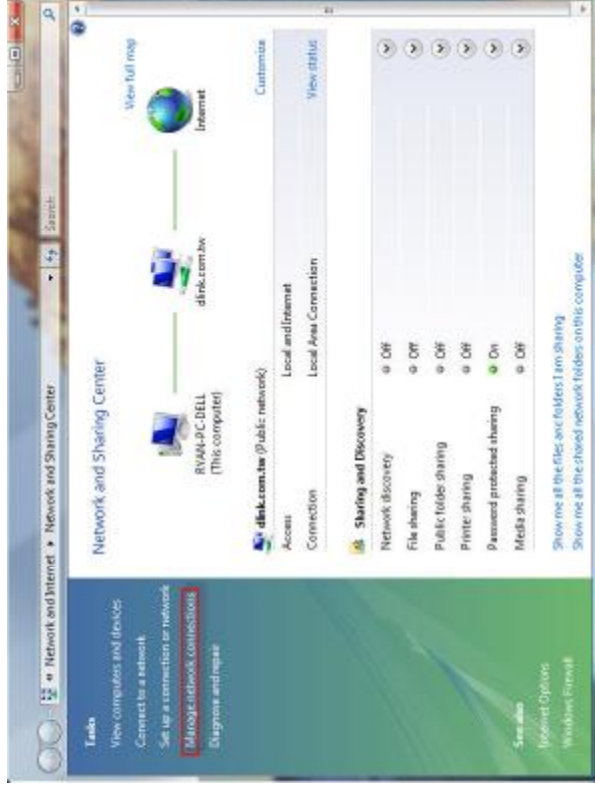 « Network and Internet ▸ Network and Sharing Center
Search
Tasks
View computers and devices
Connect to a network
Set up a connection or network
Manage network connections
Diagnose and repair
See also
Internet Options
Windows Firewall
Network and Sharing Center
View full map
RYAN-PC-DELL
(This computer)
dlink.com.tw
Internet
dlink.com.tw (Public network)
Customize
Access Local and Internet
Connection Local Area Connection View status
Sharing and Discovery
Network discovery Off
File sharing Off
Public folder sharing Off
Printer sharing Off
Password protected sharing On
Media sharing Off
Show me all the files and folders I am sharing
Show me all the shared network folders on this computer